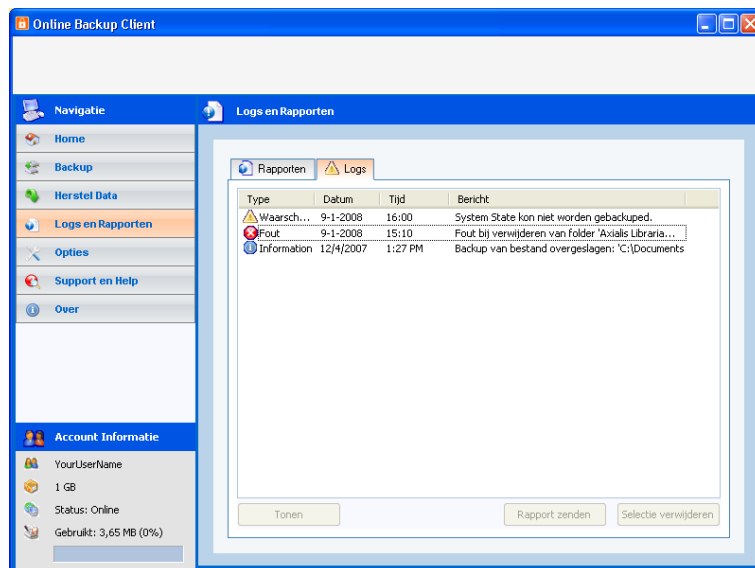 Online Backup Client
Navigatie
Home
Backup
Herstel Data
Logs en Rapporten
Opties
Support en Help
Over
Account Informatie
YourUserName
1 GB
Status: Online
Gebruikt: 3,65 MB (0%)
Logs en Rapporten
Rapporten Logs
Type Datum Tijd Bericht
Waarsch... 9-1-2008 16:00 System State kon niet worden gebackuped.
Fout 9-1-2008 15:10 Fout bij verwijderen van folder 'Axialis Libraria...
Information 12/4/2007 1:27 PM Backup van bestand overgeslagen: 'C:\Documents
Tonen Rapport zenden Selectie verwijderen